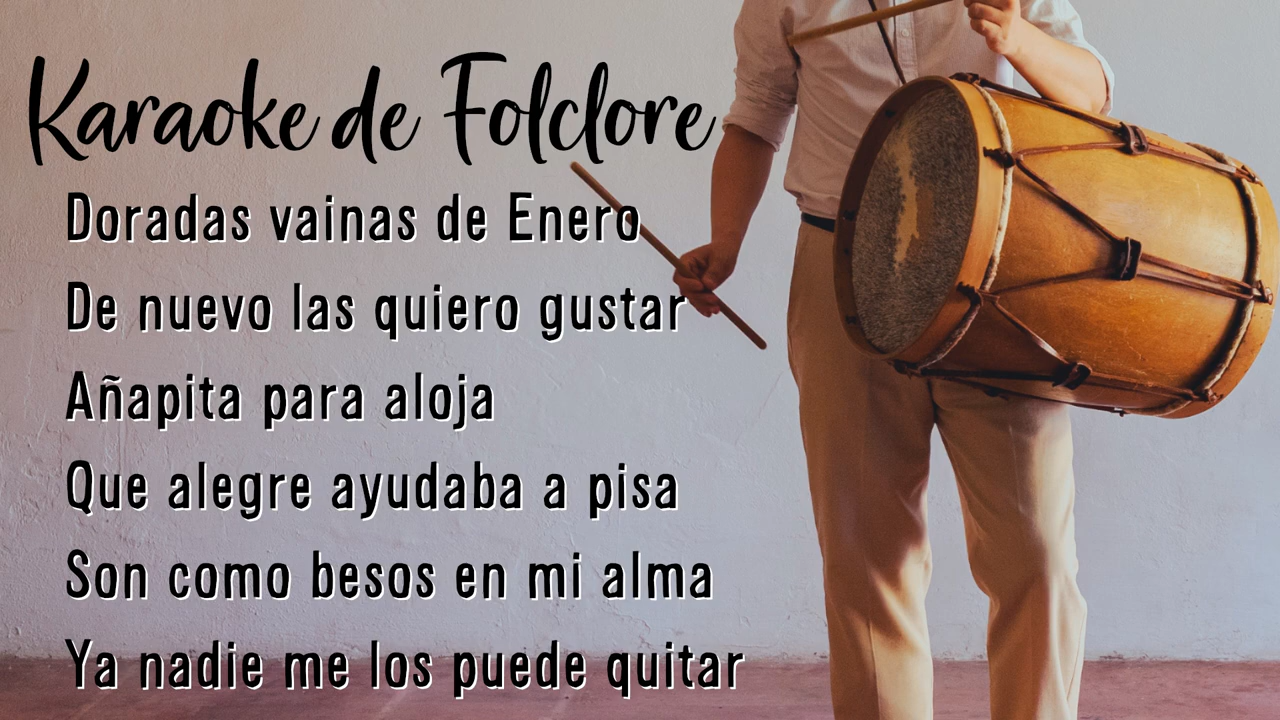 Karaoke de Folclore
Doradas vainas de Enero
De nuevo las quiero gustar
Añapita para aloja
Que alegre ayudaba a pisa
Son como besos en mi alma
Ya nadie me los puede quitar